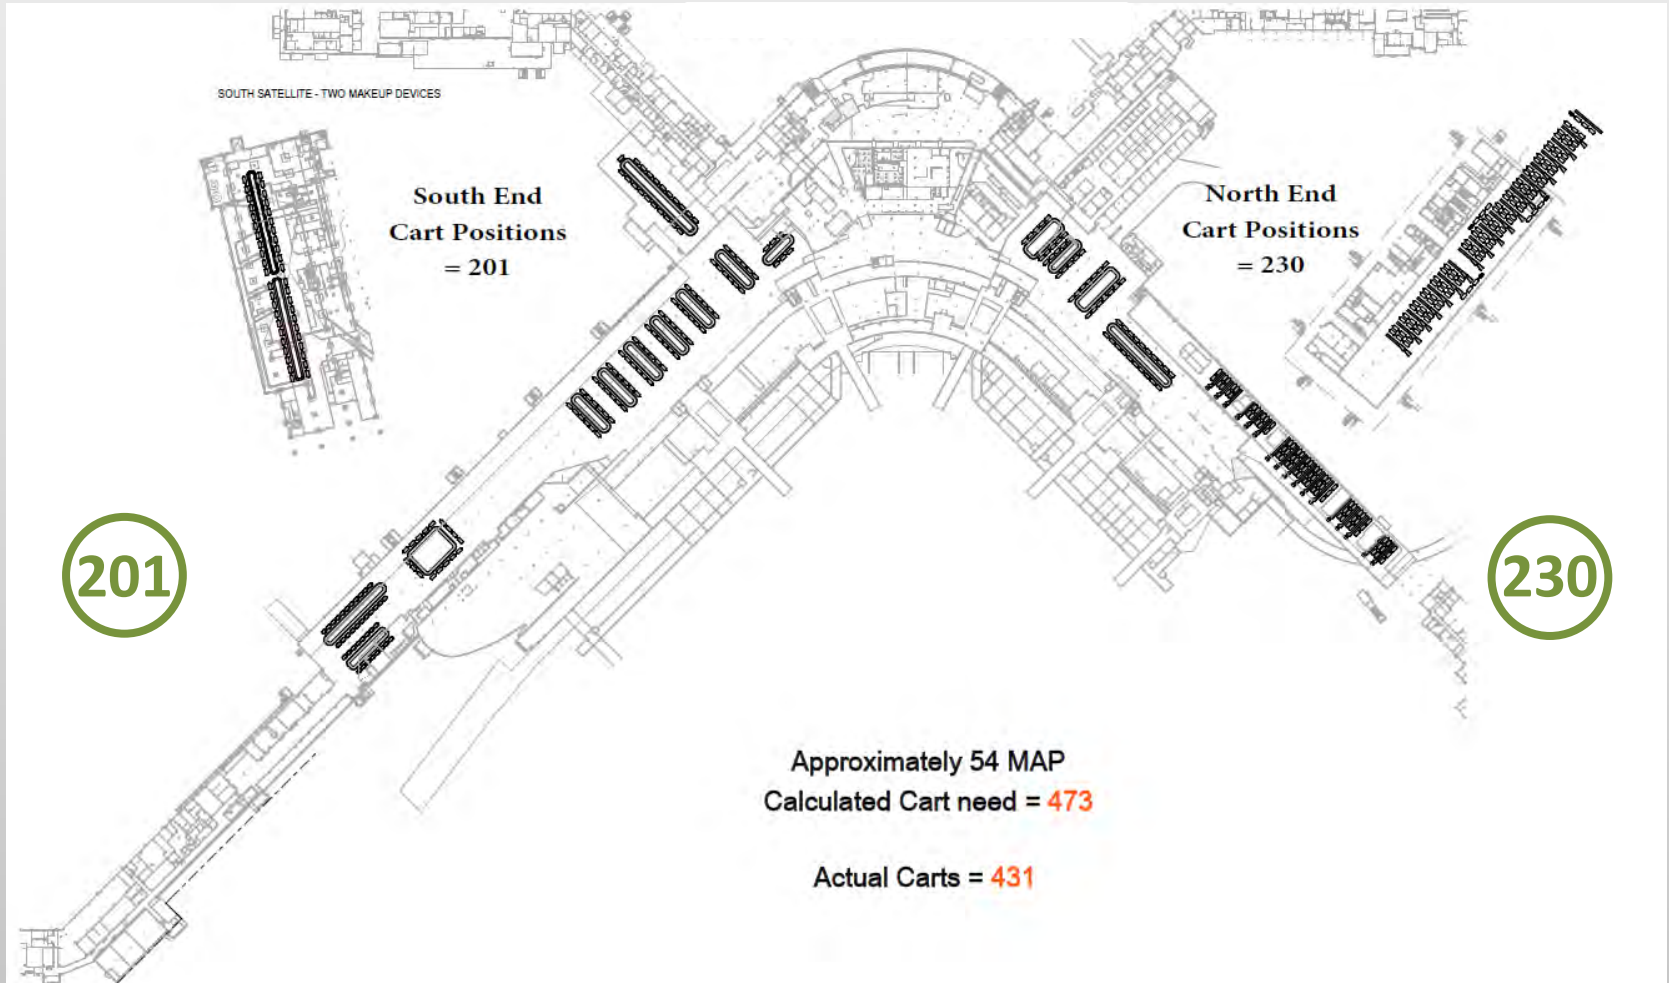 SOUTH SATELLITE - TWO MAKEUP DEVICES
South End
Cart Positions
= 201
North End
Cart Positions
= 230
201
230
Approximately 54 MAP
Calculated Cart need = 473
Actual Carts = 431